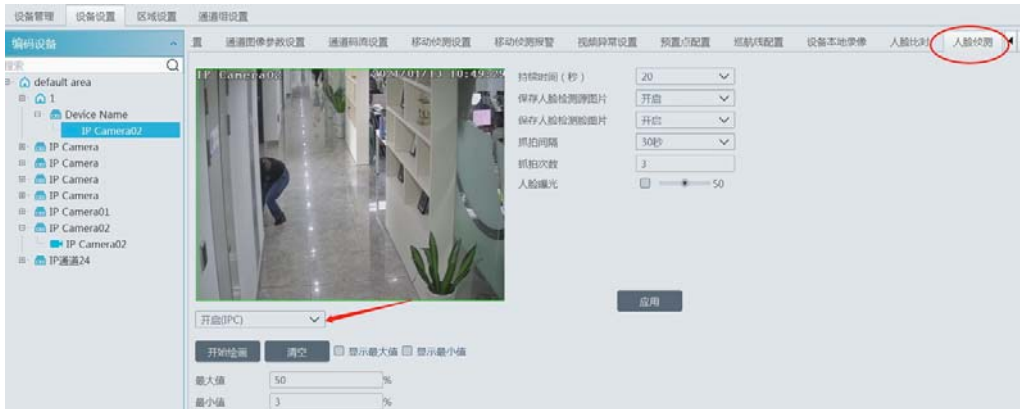 设备管理 设备设置 区域设置 通道组设置
编码设备
置 通道图像参数设置 通道码流设置 移动侦测设置 移动侦测报警 视频异常设置 预置点配置 巡航线配置 设备本地录像 人脸比对 人脸侦测
搜索
default area
1
Device Name
IP Camera02
IP Camera
IP Camera
IP Camera
IP Camera
IP Camera01
IP Camera02
IP Camera02
IP通道24
IP Camera02 2021/01/13 10:49:29
持续时间(秒) 20
保存人脸检测源图片 开启
保存人脸检测脸图片 开启
抓拍间隔 30秒
抓拍次数 3
人脸曝光 50
应用
开启(IPC)
开始绘画 清空 显示最大值 显示最小值
最大值 50 %
最小值 3 %